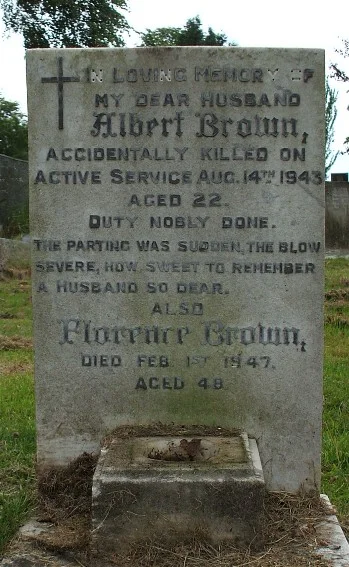 IN LOVING MEMORY OF
MY DEAR HUSBAND
Albert Brown,
ACCIDENTALLY KILLED ON
ACTIVE SERVICE AUG. 14TH 1943
AGED 22.
DUTY NOBLY DONE.
THE PARTING WAS SUDDEN, THE BLOW
SEVERE, HOW SWEET TO REMEMBER
A HUSBAND SO DEAR.
ALSO
Florence Brown,
DIED FEB 1ST 1947,
AGED 48